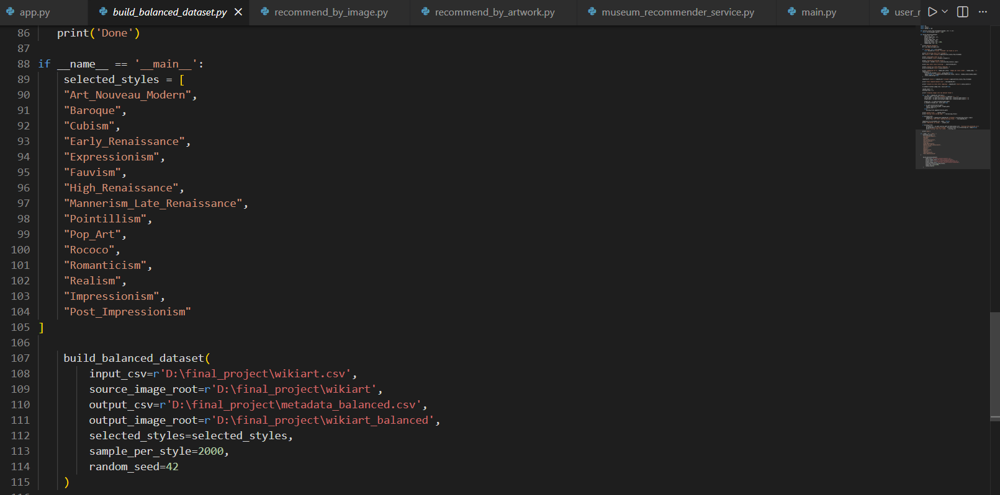 app.py build_balanced_dataset.py recommend_by_image.py recommend_by_artwork.py museum_recommender_service.py main.py
86 print('Done')
87
88 if __name__ == '__main__':
89 selected_styles = [
90 "Art_Nouveau_Modern",
91 "Baroque",
92 "Cubism",
93 "Early_Renaissance",
94 "Expressionism",
95 "Fauvism",
96 "High_Renaissance",
97 "Mannerism_Late_Renaissance",
98 "Pointillism",
99 "Pop_Art",
100 "Rococo",
101 "Romanticism",
102 "Realism",
103 "Impressionism",
104 "Post_Impressionism"
105 ]
106
107 build_balanced_dataset(
108 input_csv=r'D:\final_project\wikiart.csv',
109 source_image_root=r'D:\final_project\wikiart',
110 output_csv=r'D:\final_project\metadata_balanced.csv',
111 output_image_root=r'D:\final_project\wikiart_balanced',
112 selected_styles=selected_styles,
113 sample_per_style=2000,
114 random_seed=42
115 )